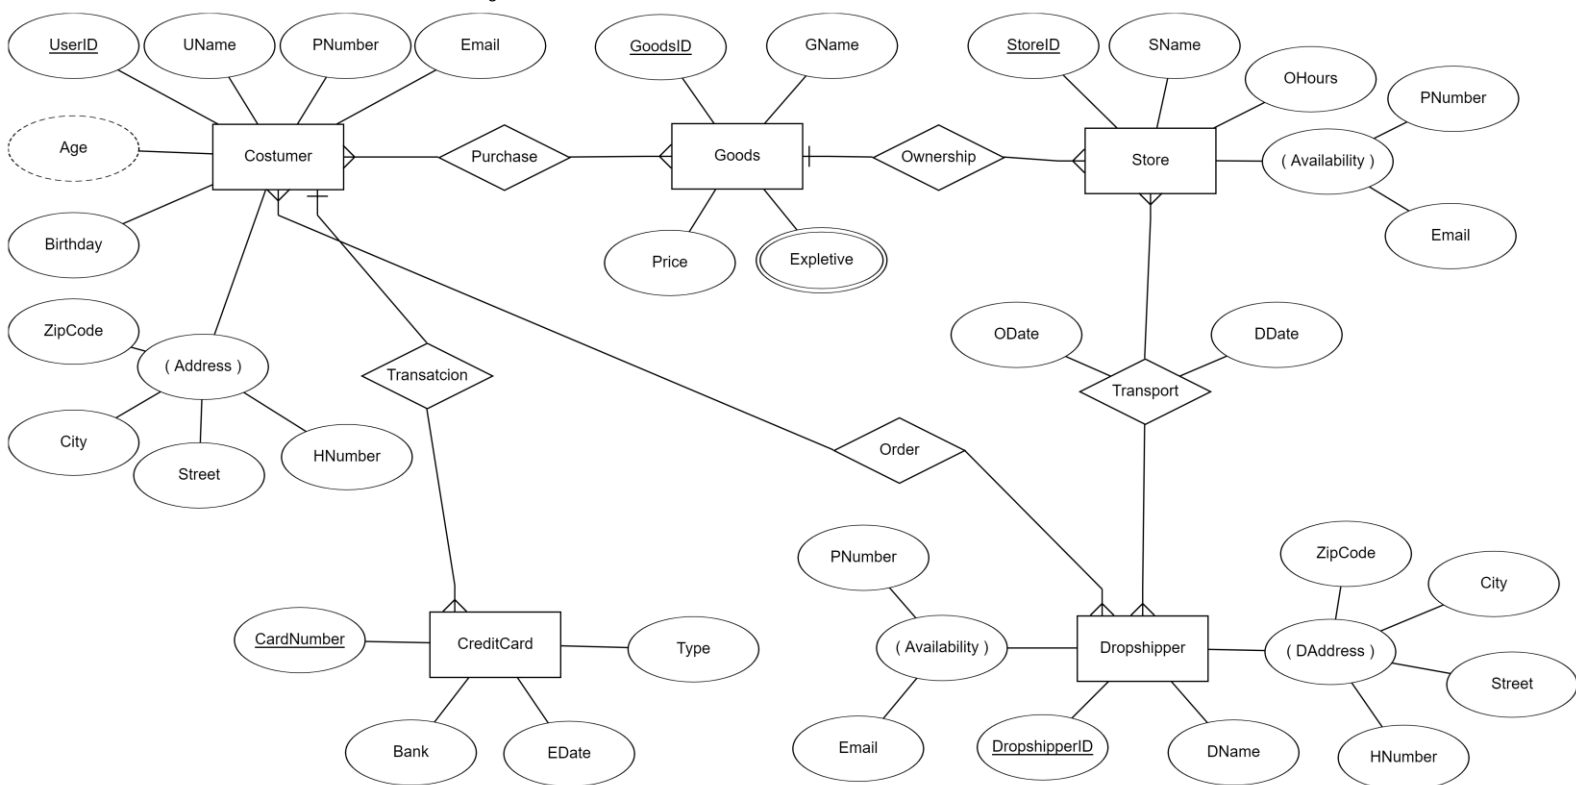 UserID
UName
PNumber
Email
GoodsID
GName
StoreID
SName
OHours
PNumber
Age
Costumer
Purchase
Goods
Ownership
Store
( Availability )
Birthday
Price
Expletive
Email
ZipCode
( Address )
Transatcion
ODate
DDate
Transport
City
Street
HNumber
Order
PNumber
ZipCode
City
CardNumber
CreditCard
Type
( Availability )
Dropshipper
( DAddress )
Street
Bank
EDate
Email
DropshipperID
DName
HNumber